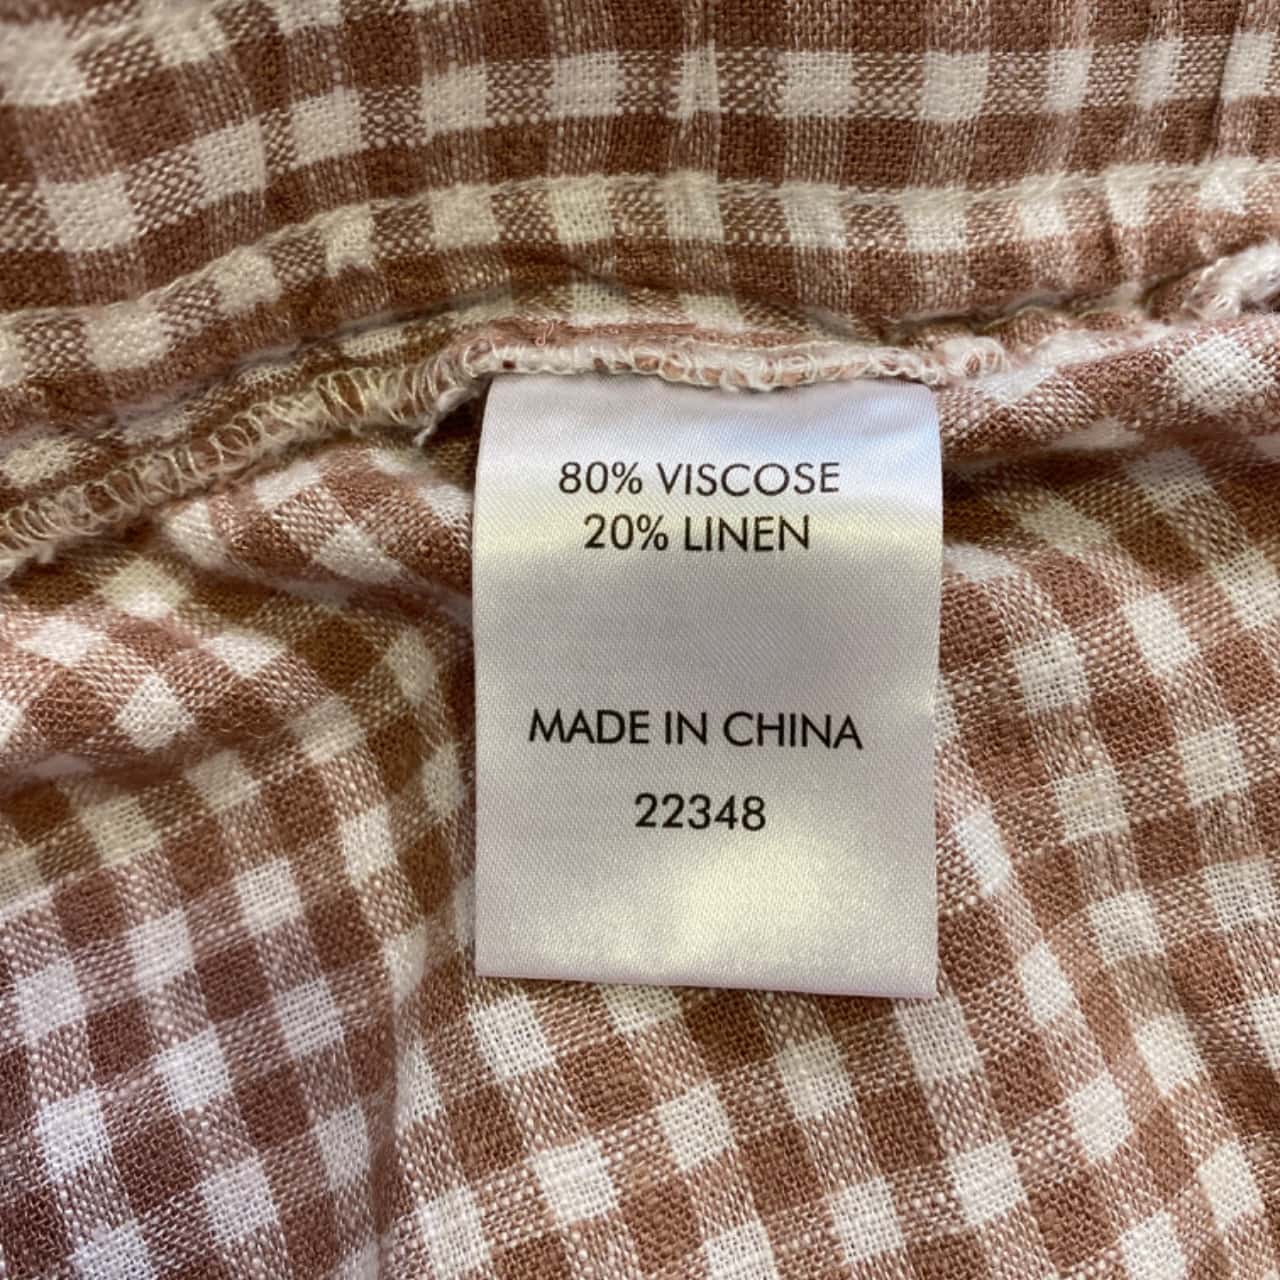 80% VISCOSE
20% LINEN
MADE IN CHINA
22348